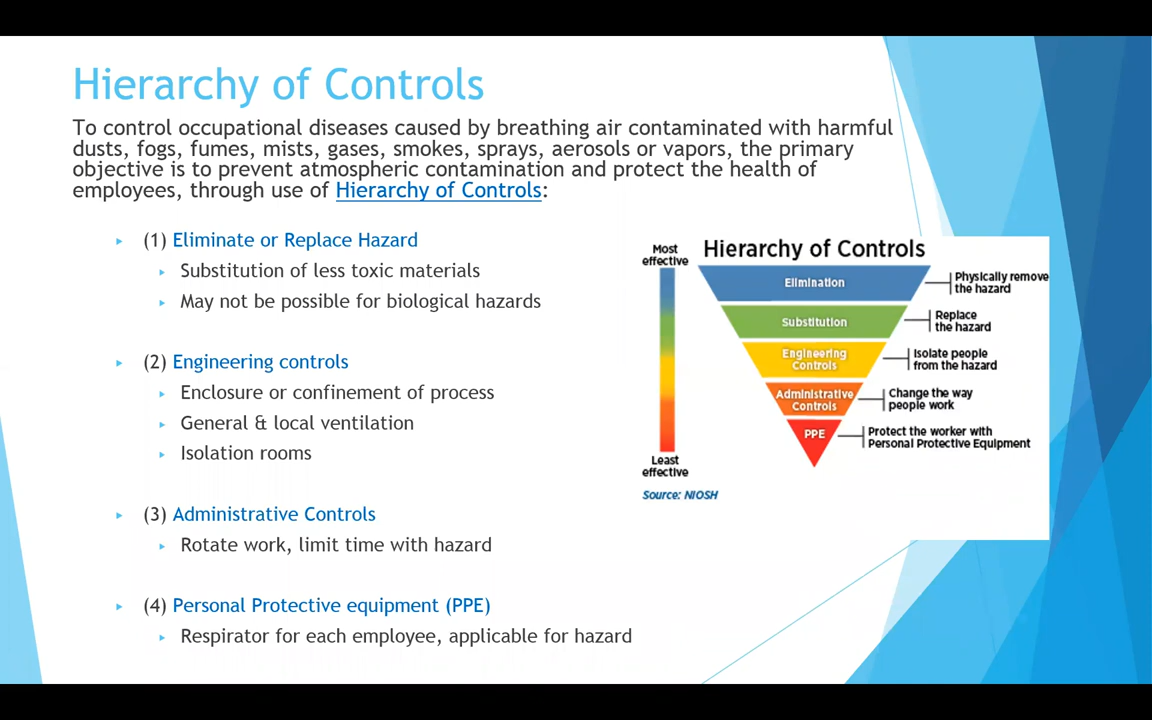 Hierarchy of Controls
To control occupational diseases caused by breathing air contaminated with harmful
dusts, fogs, fumes, mists, gases, smokes, sprays, aerosols or vapors, the primary
objective is to prevent atmospheric contamination and protect the health of
employees, through use of Hierarchy of Controls:
(1) Eliminate or Replace Hazard
Substitution of less toxic materials
May not be possible for biological hazards
(2) Engineering controls
Enclosure or confinement of process
General & local ventilation
Isolation rooms
(3) Administrative Controls
Rotate work, limit time with hazard
(4) Personal Protective equipment (PPE)
Respirator for each employee, applicable for hazard
Hierarchy of Controls
Most
effective
Elimination
Physically remove
the hazard
Substitution
Replace
the hazard
Engineering
Controls
Isolate people
from the hazard
Administrative
Controls
Change the way
people work
PPE
Protect the worker with
Personal Protective Equipment
Least
effective
Source: NIOSH